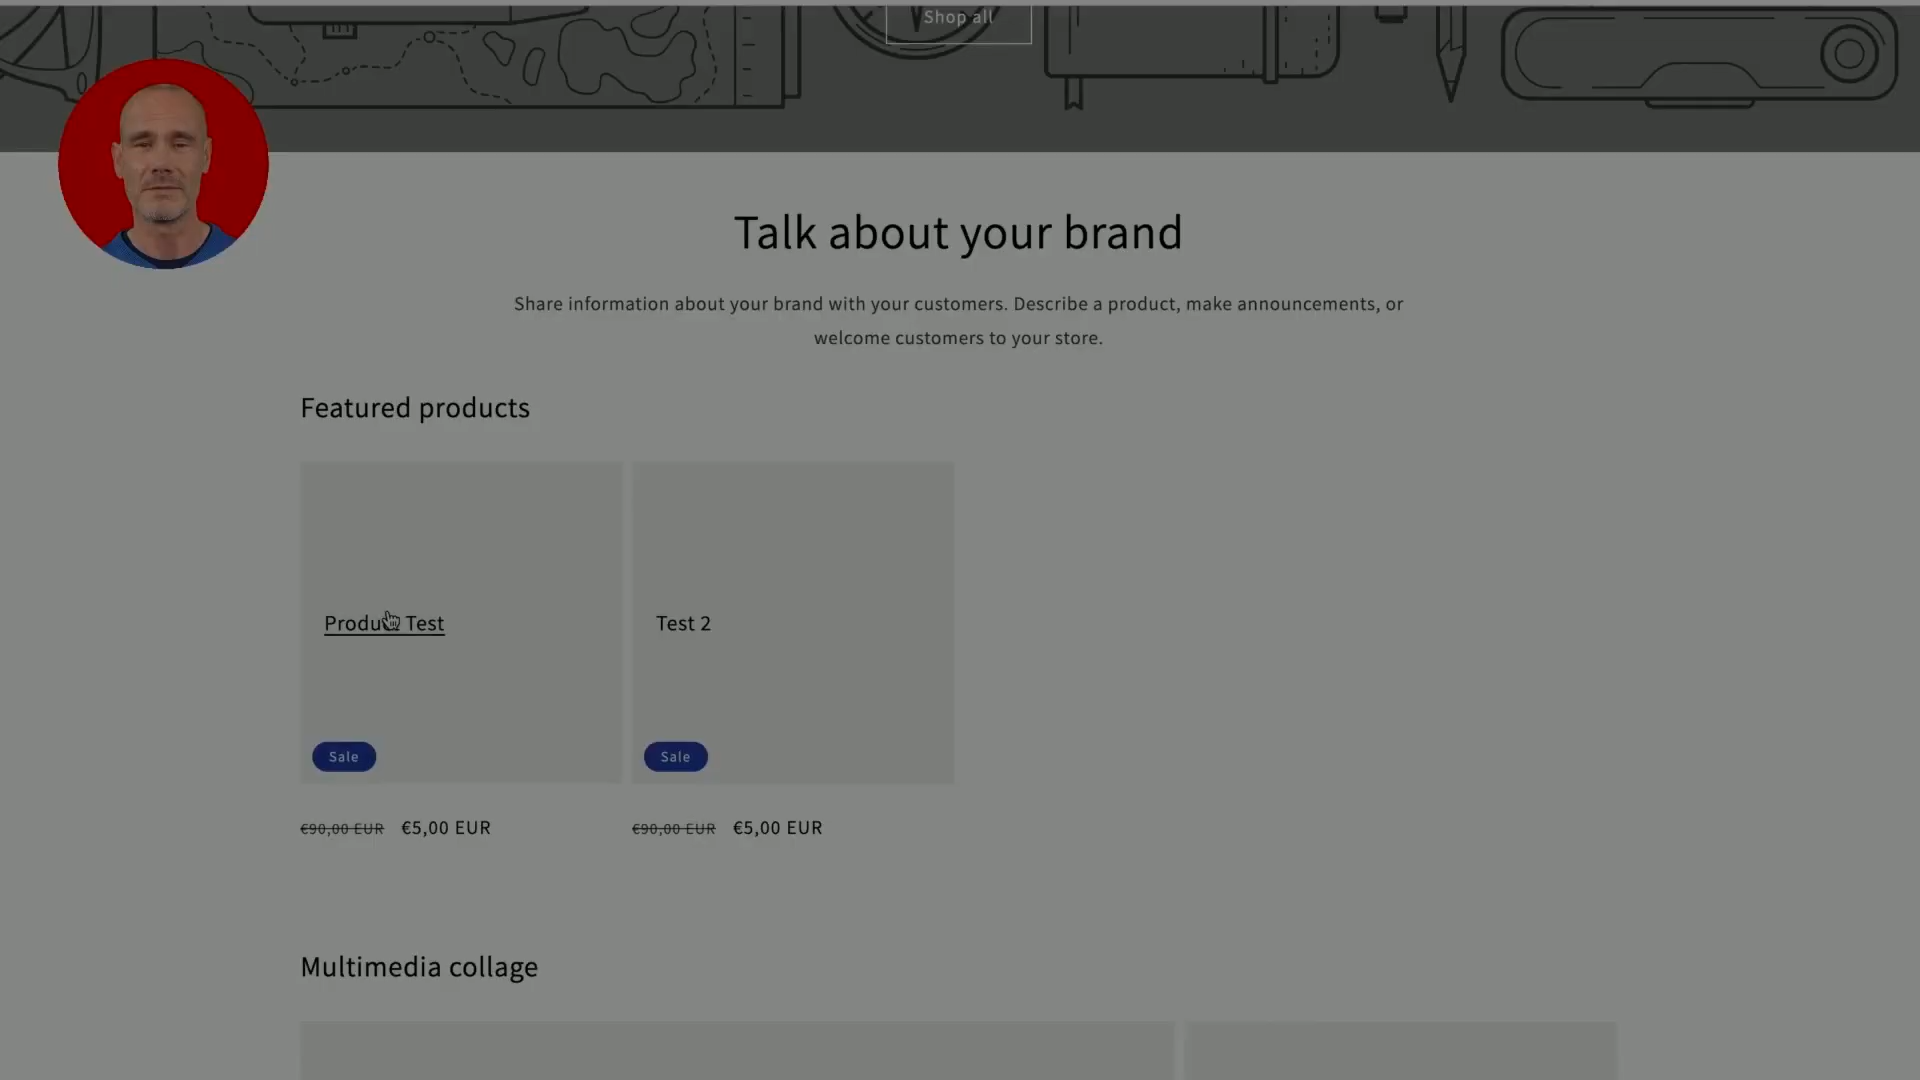 Shop all
Talk about your brand
Share information about your brand with your customers. Describe a product, make announcements, or
welcome customers to your store.
Featured products
Product Test
Test 2
Sale
Sale
€90,00 EUR €5,00 EUR
€90,00 EUR €5,00 EUR
Multimedia collage